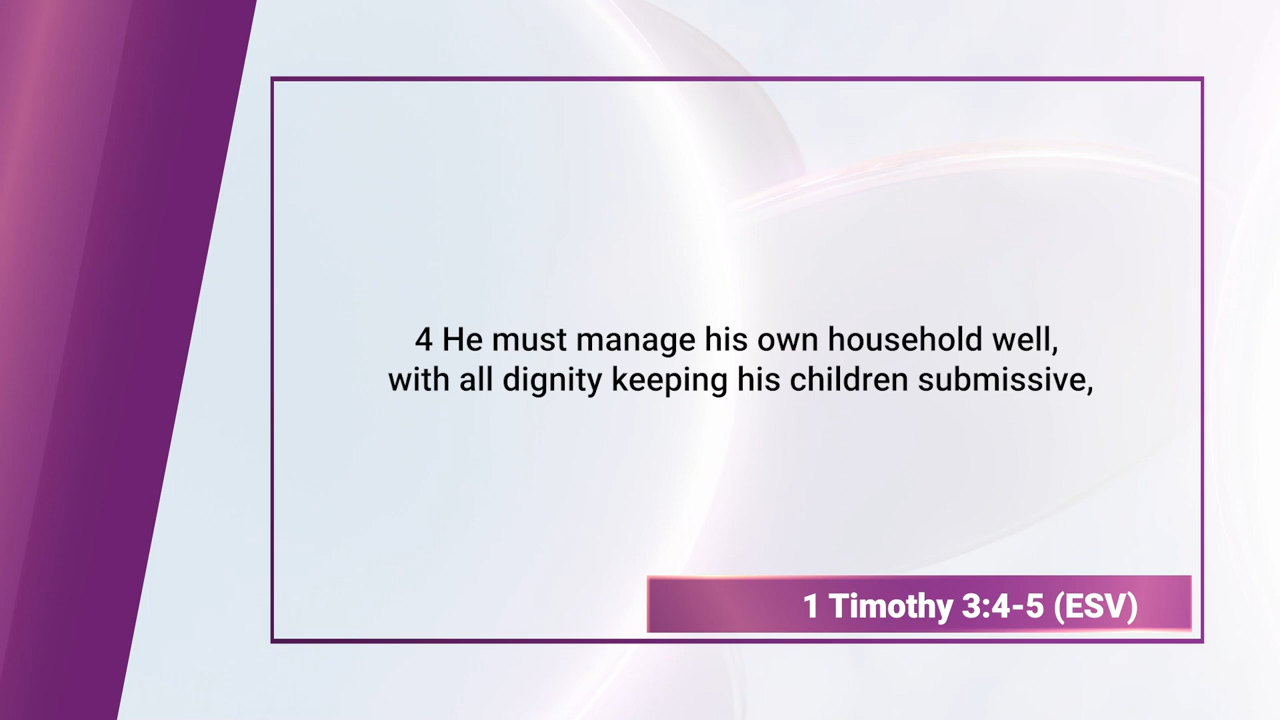 4 He must manage his own household well,
with all dignity keeping his children submissive,
1 Timothy 3:4-5 (ESV)